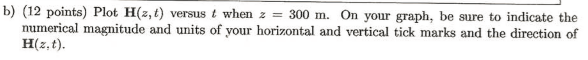 b) (12 points) Plot H(z,t) versus t when z = 300 m. On your graph, be sure to indicate the
numerical magnitude and units of your horizontal and vertical tick marks and the direction of
H(z,t).